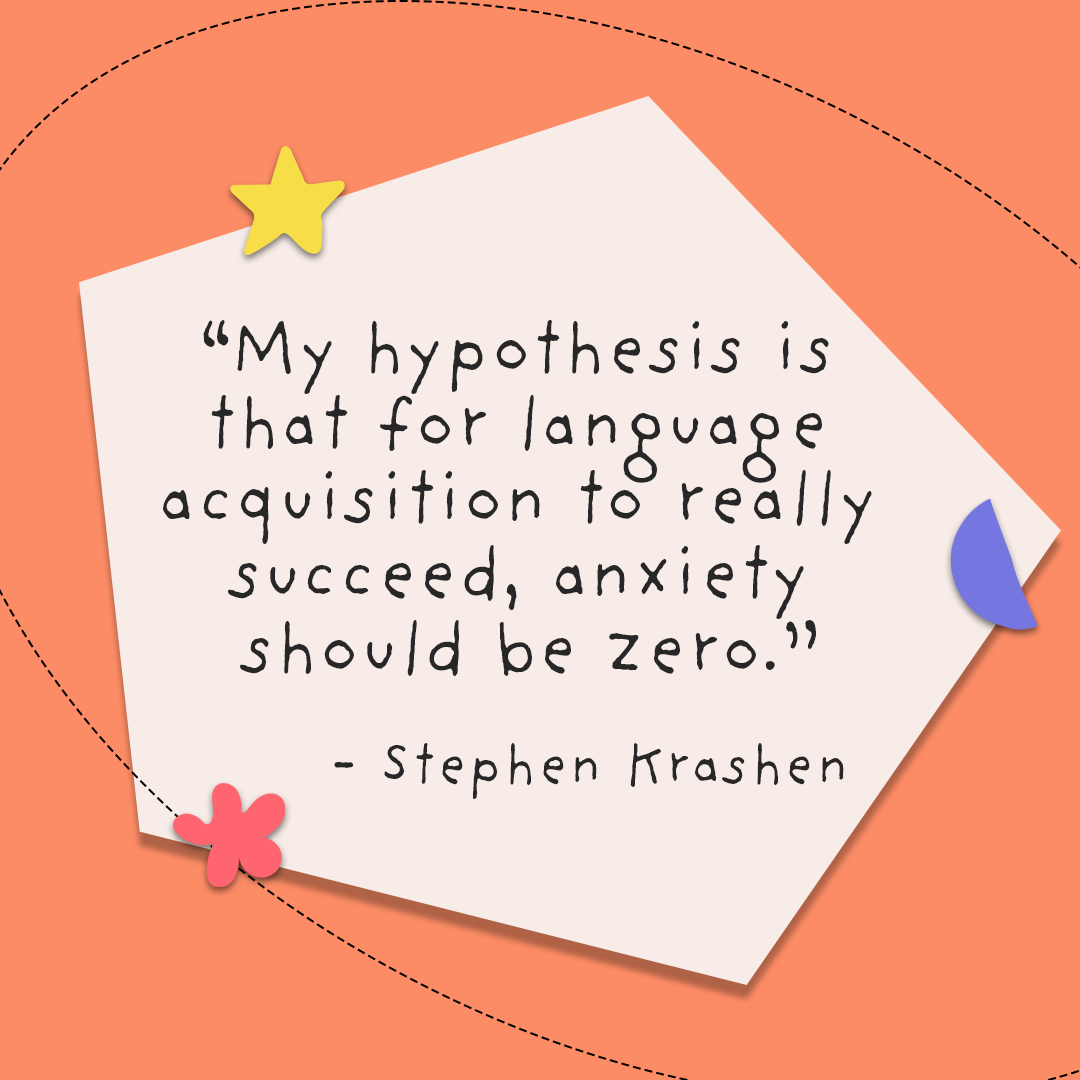 “My hypothesis is
that for language
acquisition to really
succeed, anxiety
should be zero.”
- Stephen Krashen